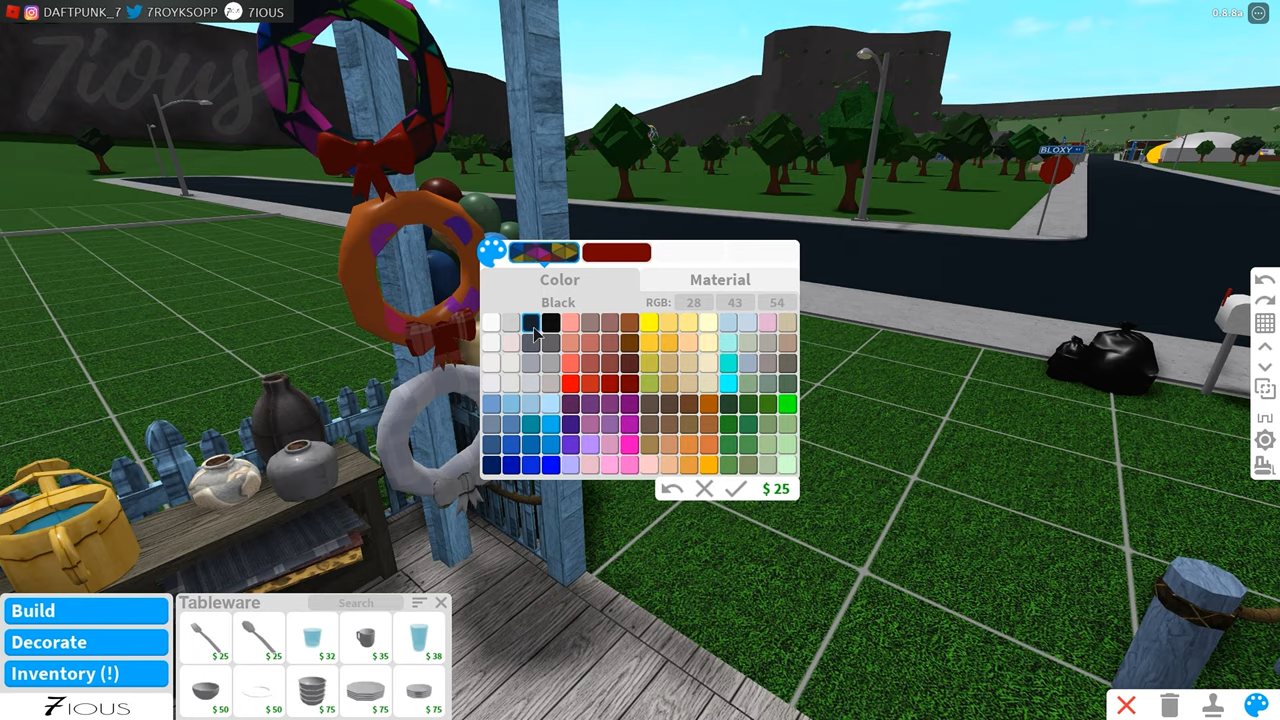 DAFTPUNK_7 7ROYKSOPP 7IOUS
0.8.8a
7ious
BLOXY
Color
Material
Black
RGB: 28 43 54
$ 25
Build
Decorate
Inventory (!)
7IOUS
Tableware
Search
$ 25 $ 25 $ 32 $ 35 $ 38
$ 50 $ 50 $ 75 $ 75 $ 75